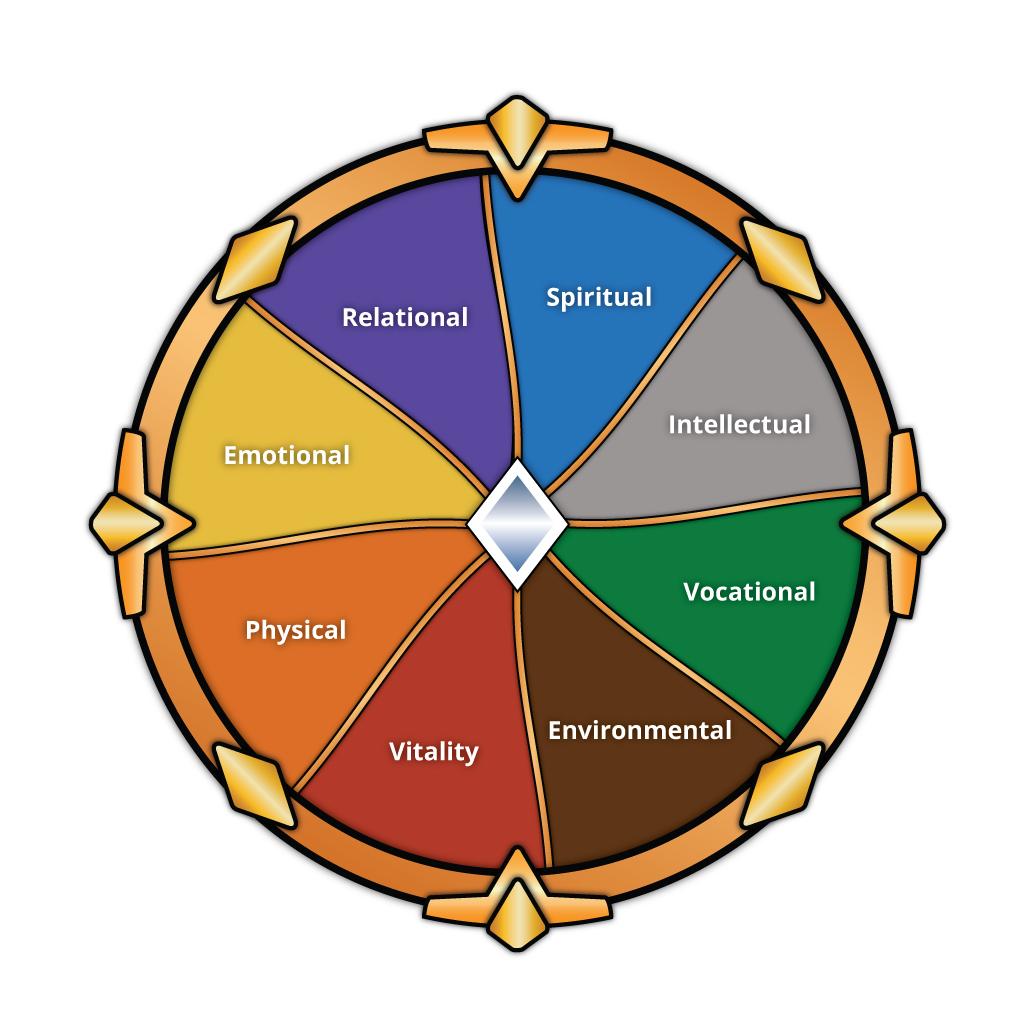 Spiritual
Relational
Intellectual
Emotional
Vocational
Physical
Environmental
Vitality